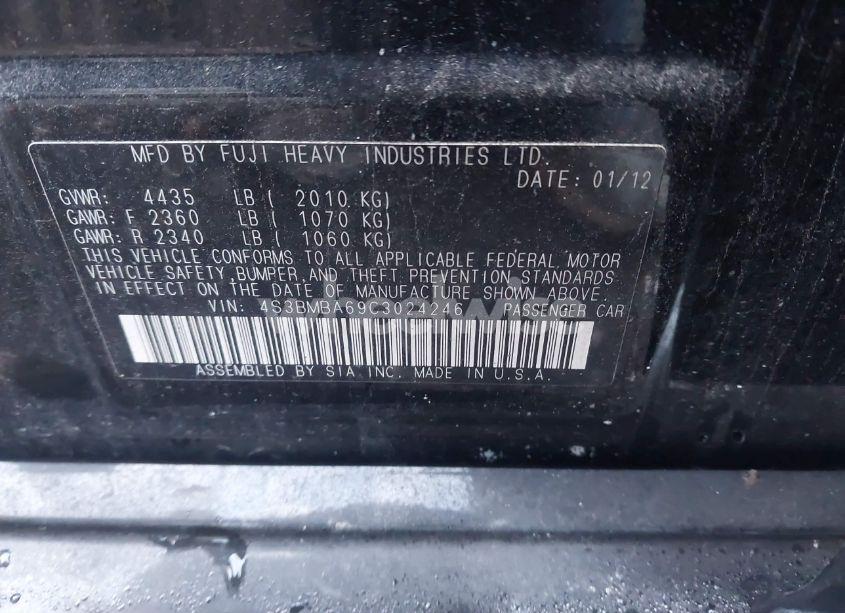 MFD BY FUJI HEAVY INDUSTRIES LTD.
DATE: 01/12
GVWR: 4435 LB ( 2010 KG)
GAWR: F 2360 LB ( 1070 KG)
GAWR: R 2340 LB ( 1060 KG)
THIS VEHICLE CONFORMS TO ALL APPLICABLE FEDERAL MOTOR
VEHICLE SAFETY, BUMPER, AND THEFT PREVENTION STANDARDS
IN EFFECT ON THE DATE OF MANUFACTURE SHOWN ABOVE.
VIN: 4S3BMBA69C3024246 PASSENGER CAR
ASSEMBLED BY SIA INC. MADE IN U.S.A.